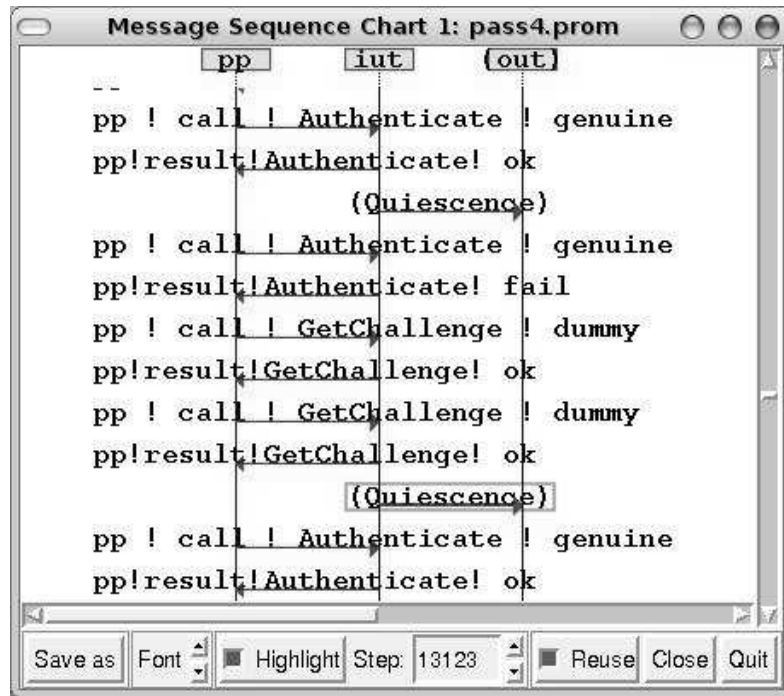 Message Sequence Chart 1: pass4.prom
pp iut (out)
pp ! call ! Authenticate ! genuine
pp!result!Authenticate! ok
(Quiescence)
pp ! call ! Authenticate ! genuine
pp!result!Authenticate! fail
pp ! call ! GetChallenge ! dummy
pp!result!GetChallenge! ok
pp ! call ! GetChallenge ! dummy
pp!result!GetChallenge! ok
(Quiescence)
pp ! call ! Authenticate ! genuine
pp!result!Authenticate! ok
Save as Font Highlight Step: 13123 Reuse Close Quit